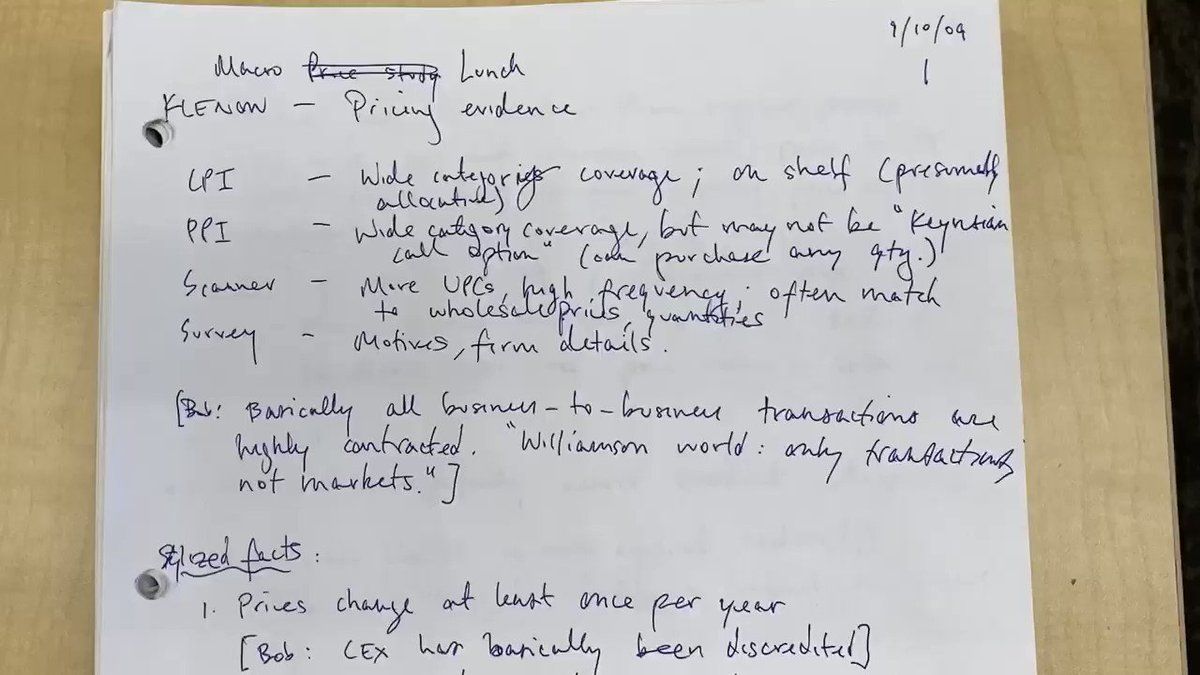 9/10/09
Macro Price study Lunch
1
KLENOW – Pricing evidence
CPI – Wide categories coverage; on shelf (presumably
allocative)
PPI – Wide category coverage, but may not be "Keynsian
call option" (can purchase any qty.)
Scanner – More UPCs, high frequency; often match
to wholesale prices, quantities
Survey – Motives, firm details.
[Bob: Basically all business-to-business transactions are
highly contracted. "Williamson world: only transactions
not markets."]
Stylized facts:
1. Prices change at least once per year
[Bob: CEX has basically been discredited]